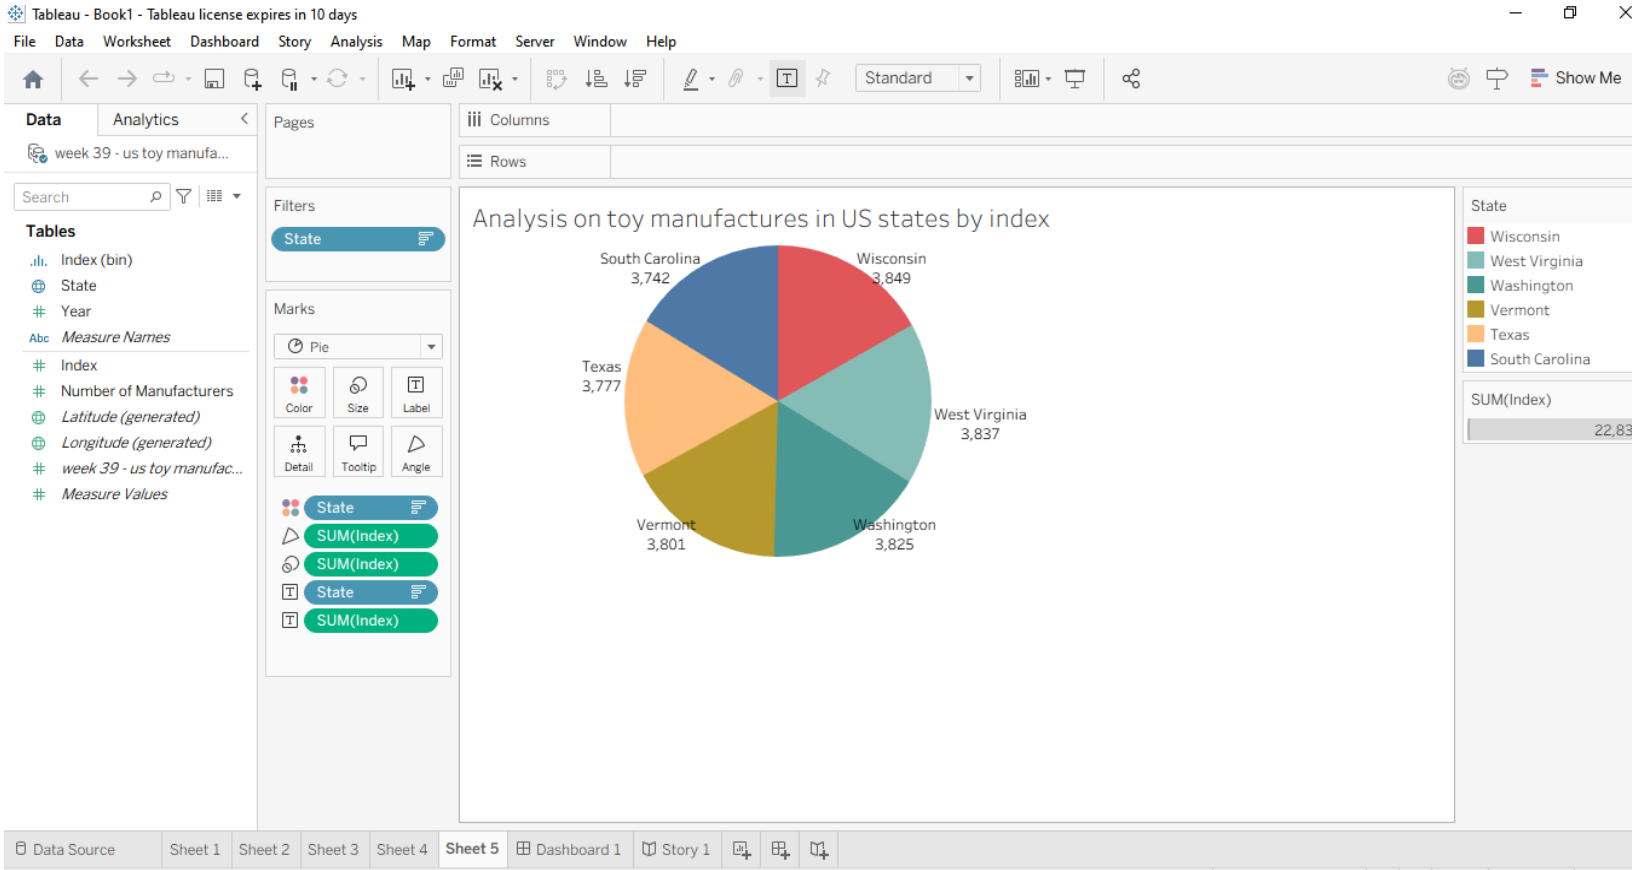 Tableau - Book1 - Tableau license expires in 10 days
File Data Worksheet Dashboard Story Analysis Map Format Server Window Help
Standard
Show Me
Data Analytics
week 39 - us toy manufa...
Search
Tables
Index (bin)
State
Year
Abc Measure Names
Index
Number of Manufacturers
Latitude (generated)
Longitude (generated)
week 39 - us toy manufac...
Measure Values
Pages
Filters
State
Marks
Pie
Color Size Label
Detail Tooltip Angle
State
SUM(Index)
SUM(Index)
State
SUM(Index)
Columns
Rows
Analysis on toy manufactures in US states by index
South Carolina
3,742
Wisconsin
3,849
Texas
3,777
West Virginia
3,837
Vermont
3,801
Washington
3,825
State
Wisconsin
West Virginia
Washington
Vermont
Texas
South Carolina
SUM(Index)
22,83
Data Source Sheet 1 Sheet 2 Sheet 3 Sheet 4 Sheet 5 Dashboard 1 Story 1